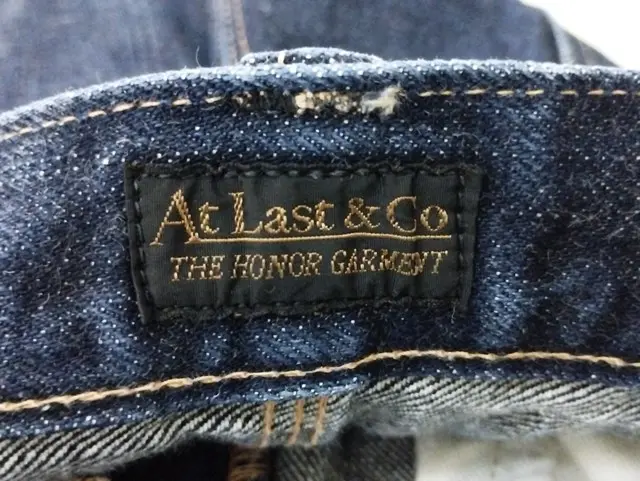 At Last & Co
THE HONOR GARMENT